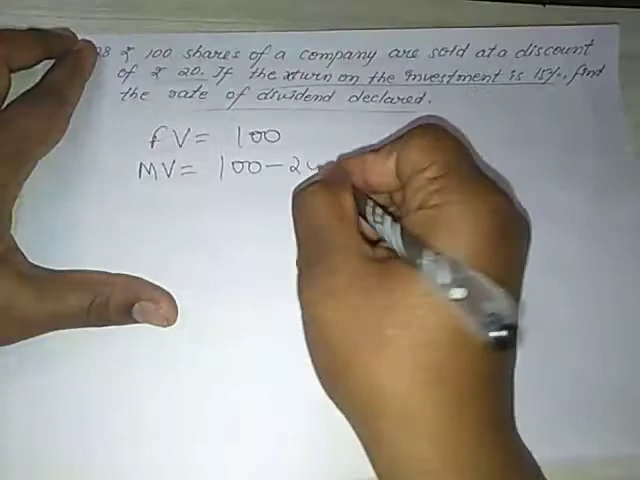 08 ₹ 100 shares of a company are sold at a discount
of ₹ 20. If the return on the investment is 15%. find
the rate of dividend declared.
FV = 100
MV = 100 - 2